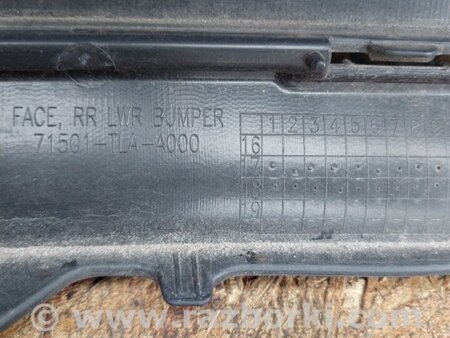 FACE, RR LWR BUMPER
71501-TLA-A000
1 2 3 4 5 6 7
16
17
18
19
www.razborki.com